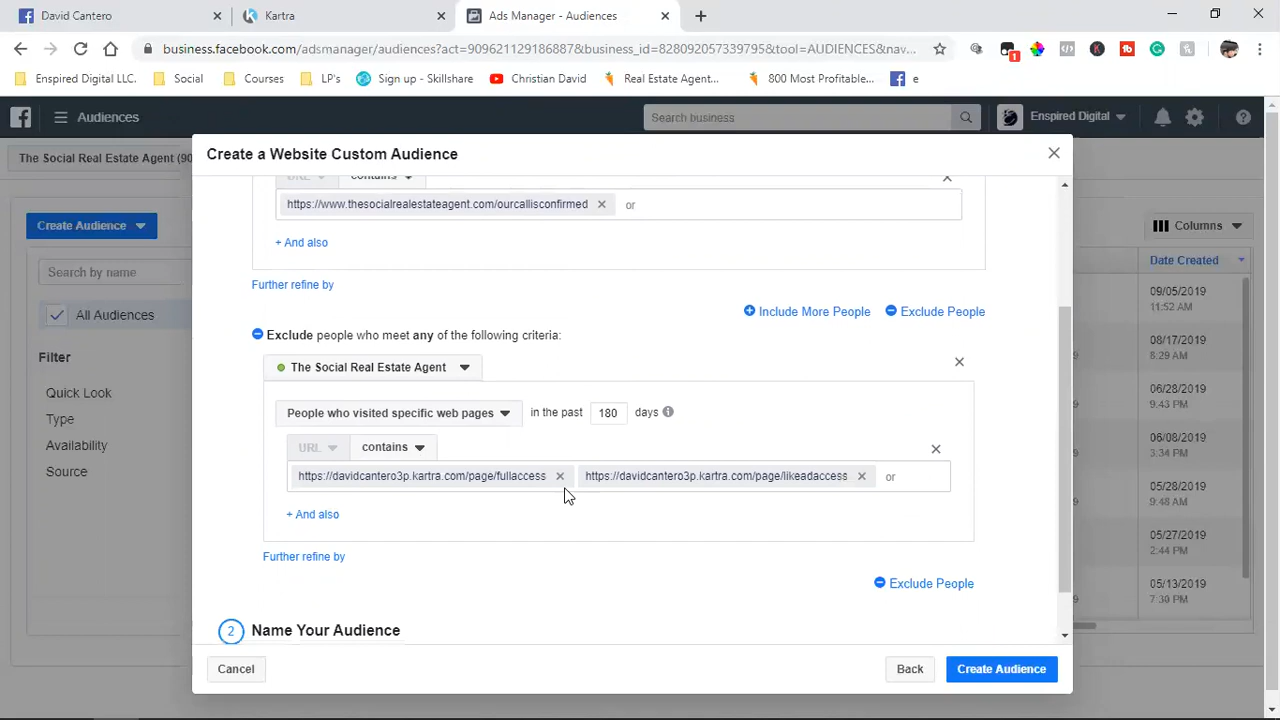 David Cantero
Kartra
Ads Manager - Audiences
business.facebook.com/adsmanager/audiences?act=909621129186887&business_id=828092057339795&tool=AUDIENCES&nav...
1
Enspired Digital LLC.
Social
Courses
LP's
Sign up - Skillshare
Christian David
Real Estate Agent...
800 Most Profitable...
e
Audiences
Search business
Enspired Digital
The Social Real Estate Agent (90
Create a Website Custom Audience
URL
contains
https://www.thesocialrealestateagent.com/ourcallisconfirmed
or
+ And also
Further refine by
Include More People
Exclude People
Exclude people who meet any of the following criteria:
The Social Real Estate Agent
People who visited specific web pages
in the past
180
days
URL
contains
https://davidcantero3p.kartra.com/page/fullaccess
https://davidcantero3p.kartra.com/page/likeadaccess
or
+ And also
Further refine by
Exclude People
2
Name Your Audience
Cancel
Back
Create Audience
Create Audience
Search by name
All Audiences
Filter
Quick Look
Type
Availability
Source
Columns
Date Created
09/05/2019
11:52 AM
08/17/2019
8:29 AM
06/28/2019
9:43 PM
06/08/2019
3:34 PM
05/28/2019
9:48 AM
05/27/2019
2:44 PM
05/13/2019
7:30 PM